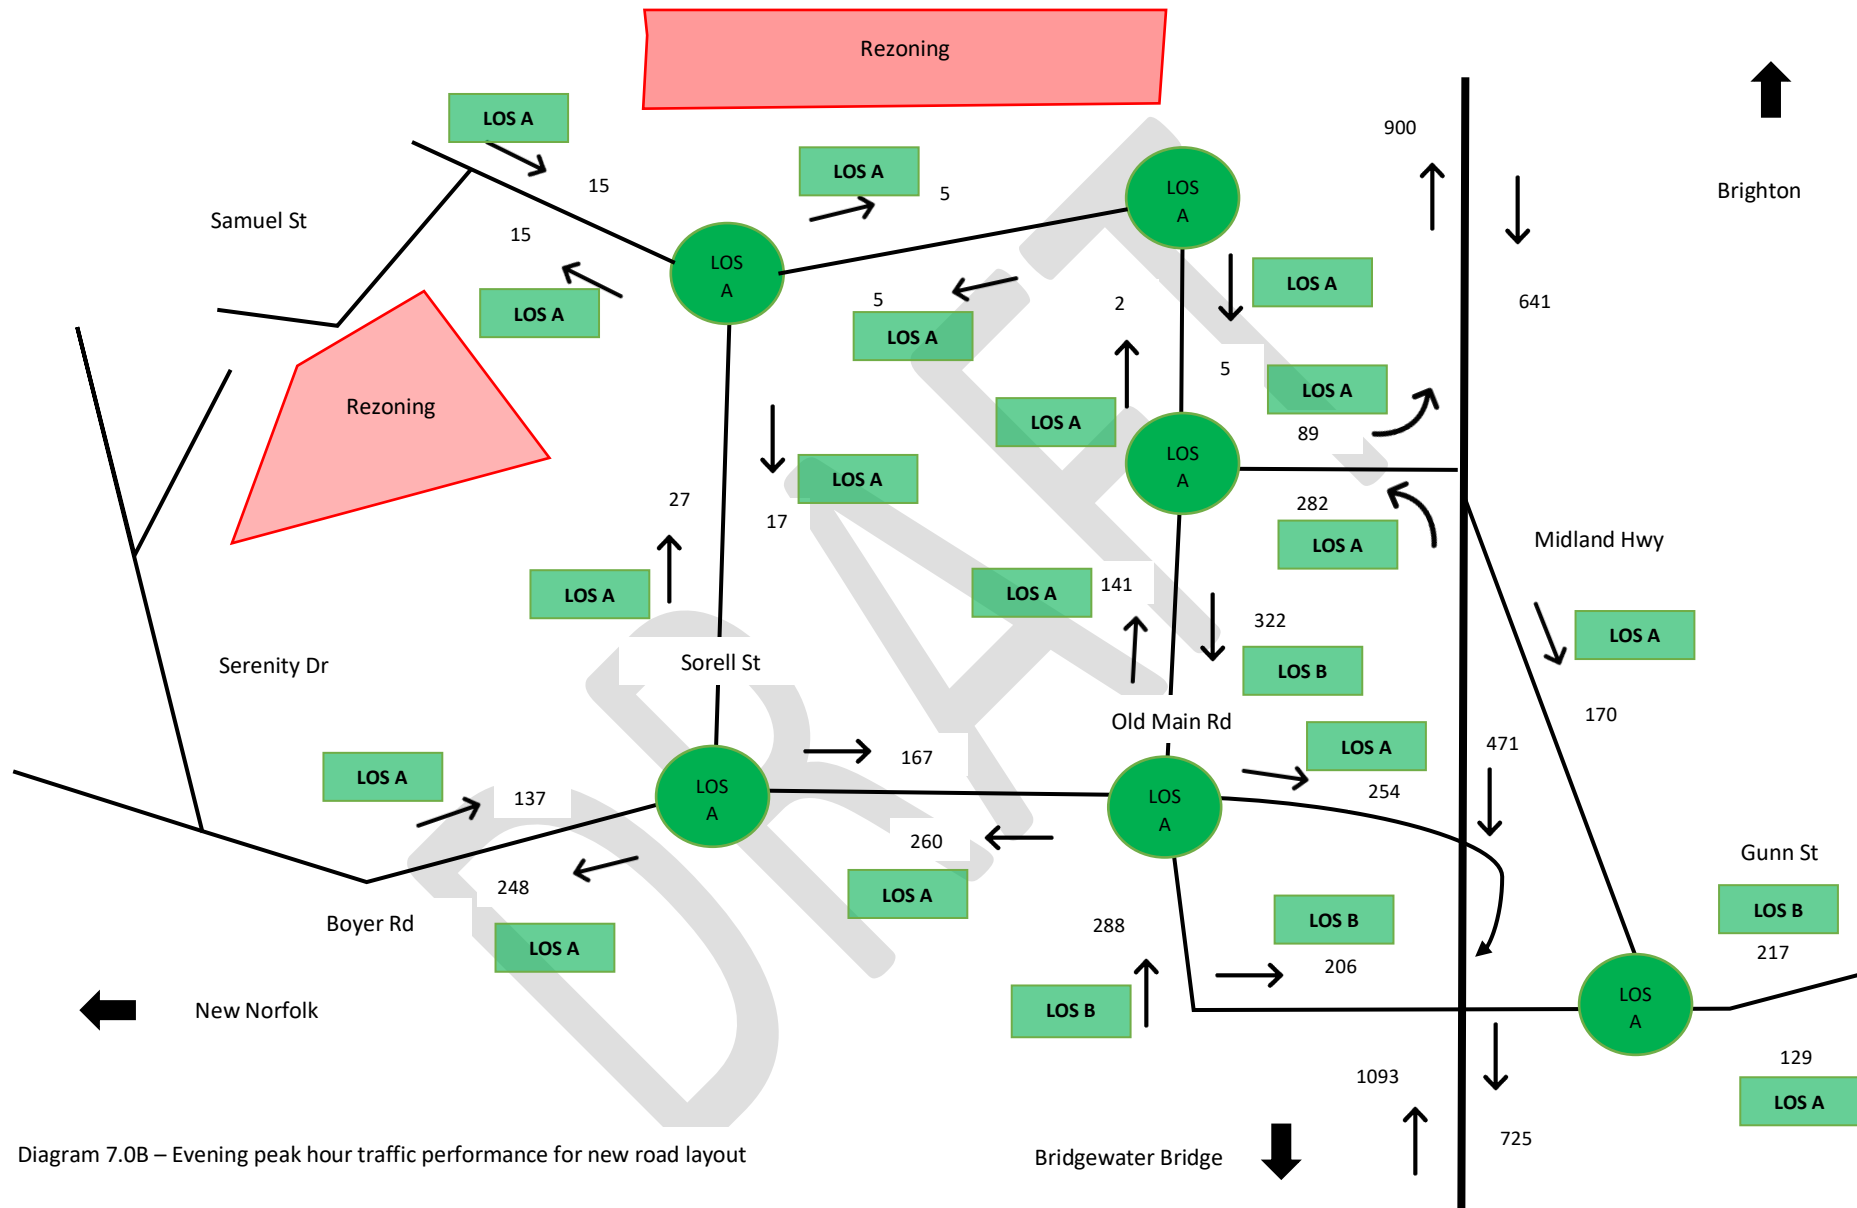 Rezoning
LOS A
900
LOS A
LOS
A
15
5
Brighton
Samuel St
15
LOS
A
LOS A
5
2
641
LOS A
LOS A
5
LOS A
Rezoning
LOS A
89
LOS
A
LOS A
27
282
17
LOS A
Midland Hwy
LOS A
LOS A
141
322
LOS A
Serenity Dr
Sorell St
LOS B
Old Main Rd
170
LOS A
471
167
LOS A
137
LOS
A
LOS
A
254
260
Gunn St
248
LOS A
LOS B
Boyer Rd
LOS B
288
LOS A
206
217
New Norfolk
LOS B
LOS
A
129
1093
LOS A
725
Diagram 7.0B – Evening peak hour traffic performance for new road layout
Bridgewater Bridge
DRAFT